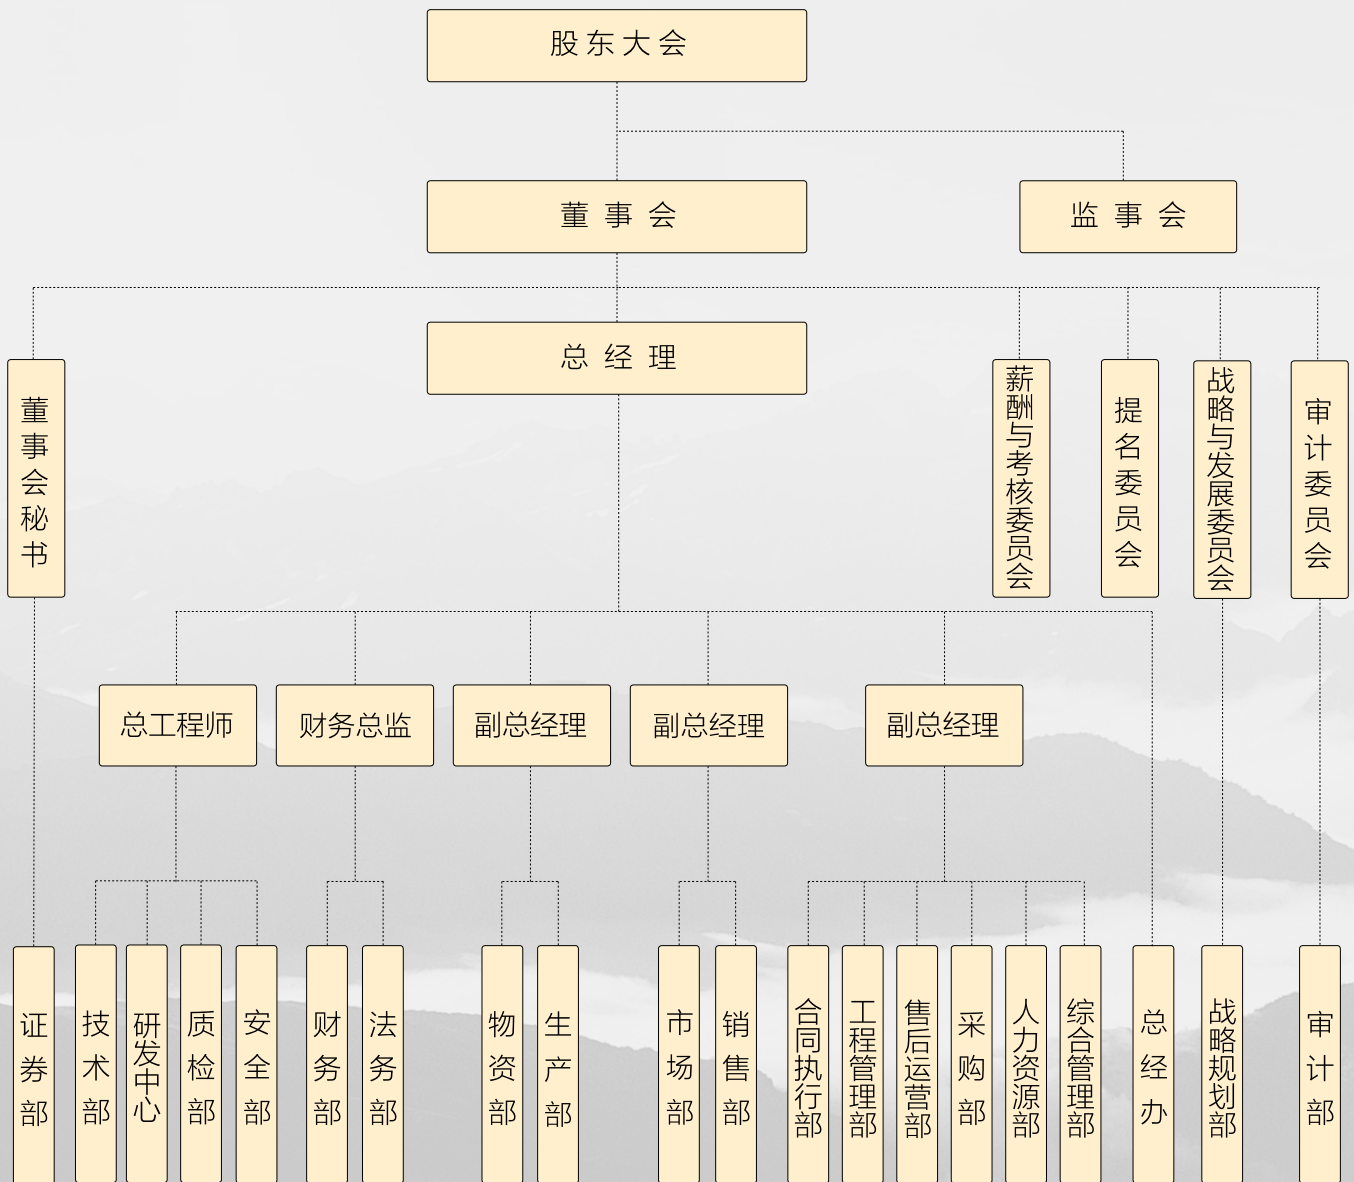 股东大会
董事会
监事会
总经理
董事会秘书
薪酬与考核委员会
提名委员会
战略与发展委员会
审计委员会
总工程师
财务总监
副总经理
副总经理
副总经理
证券部
技术部
研发中心
质检部
安全部
财务部
法务部
物资部
生产部
市场部
销售部
合同执行部
工程管理部
售后运营部
采购部
人力资源部
综合管理部
总经办
战略规划部
审计部